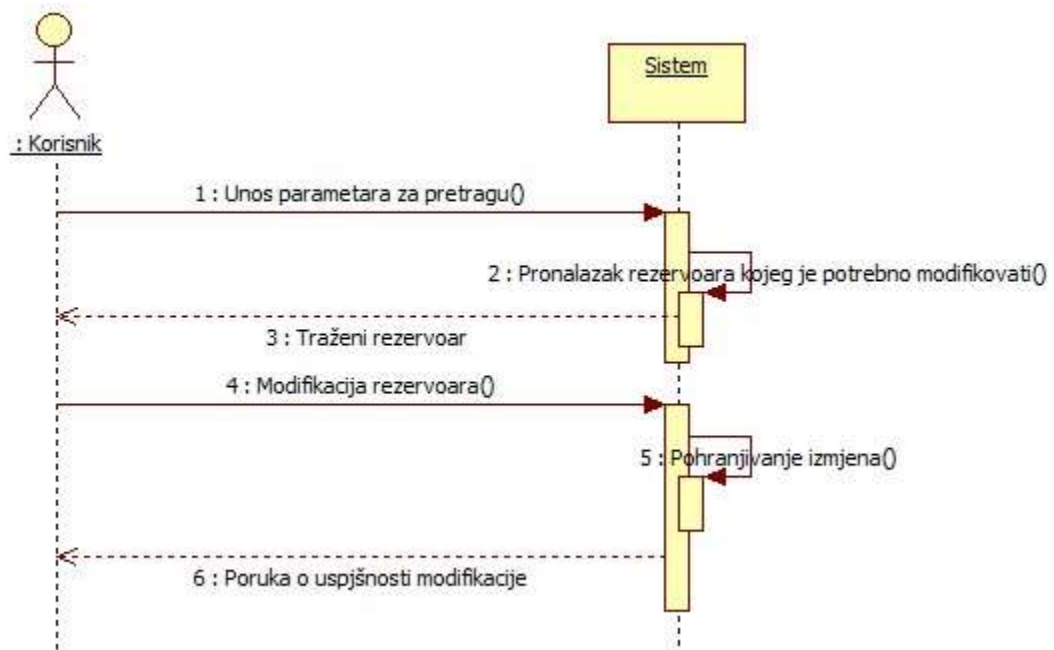 Sistem
: Korisnik
1 : Unos parametara za pretragu()
2 : Pronalazak rezervoara kojeg je potrebno modifikovati()
3 : Traženi rezervoar
4 : Modifikacija rezervoara()
5 : Pohranjivanje izmjena()
6 : Poruka o uspjšnosti modifikacije